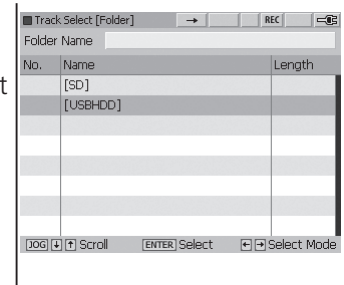 Track Select [Folder] → REC
Folder Name
No. Name Length
t [SD]
[USBHDD]
JOG ↓ ↑ Scroll ENTER Select ← → Select Mode